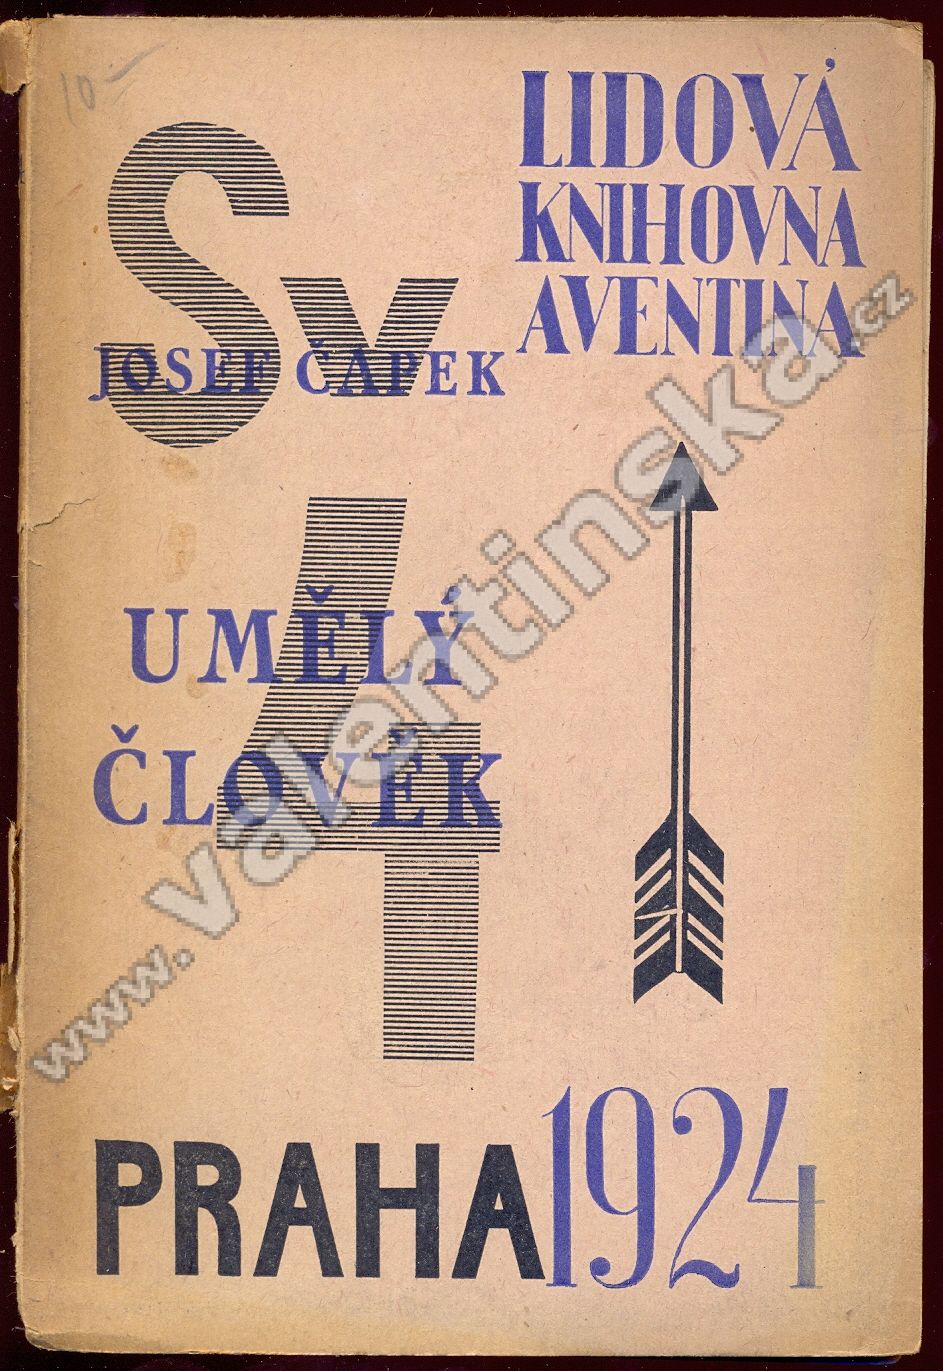 10-
LIDOVÁ
KNIHOVNA
AVENTINA
Sv
JOSEF ČAPEK
4
UMĚLÝ
ČLOVĚK
PRAHA 1924
www.Valentinska.cz